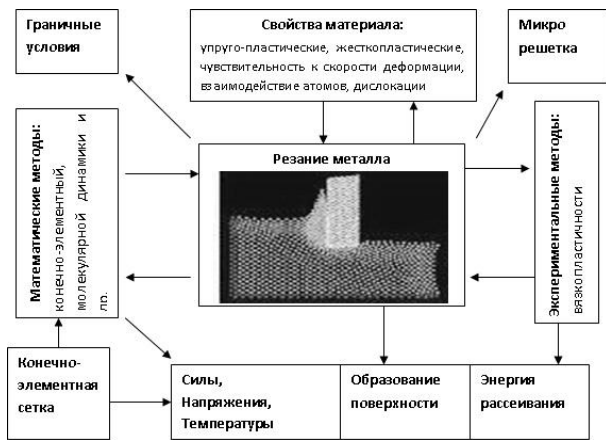 Граничные
условия
Свойства материала:
упруго-пластические, жесткопластические,
чувствительность к скорости деформации,
взаимодействие атомов, дислокации
Микро
решетка
Математические методы:
конечно-элементный,
молекулярной динамики и
др.
Резание металла
Экспериментальные методы:
вязкопластичности
Конечно-
элементная
сетка
Силы,
Напряжения,
Температуры
Образование
поверхности
Энергия
рассеивания